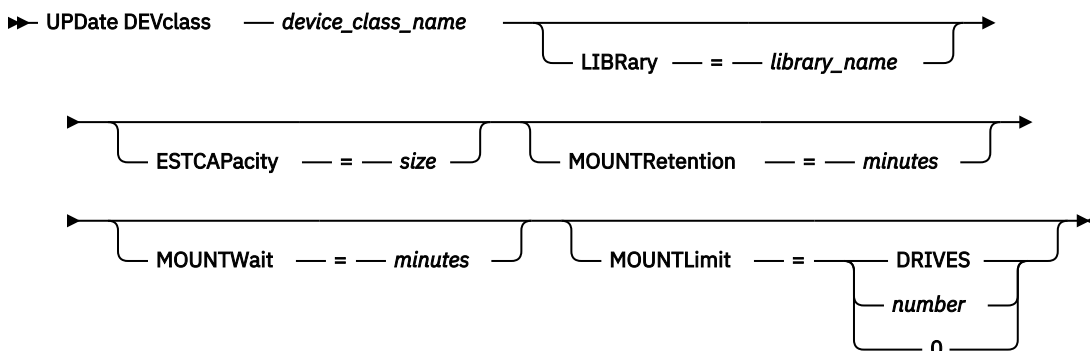 UPDate DEVclass device_class_name
LIBRary = library_name
ESTCAPacity = size MOUNTRetention = minutes
MOUNTWait = minutes MOUNTLimit = DRIVES
number
0